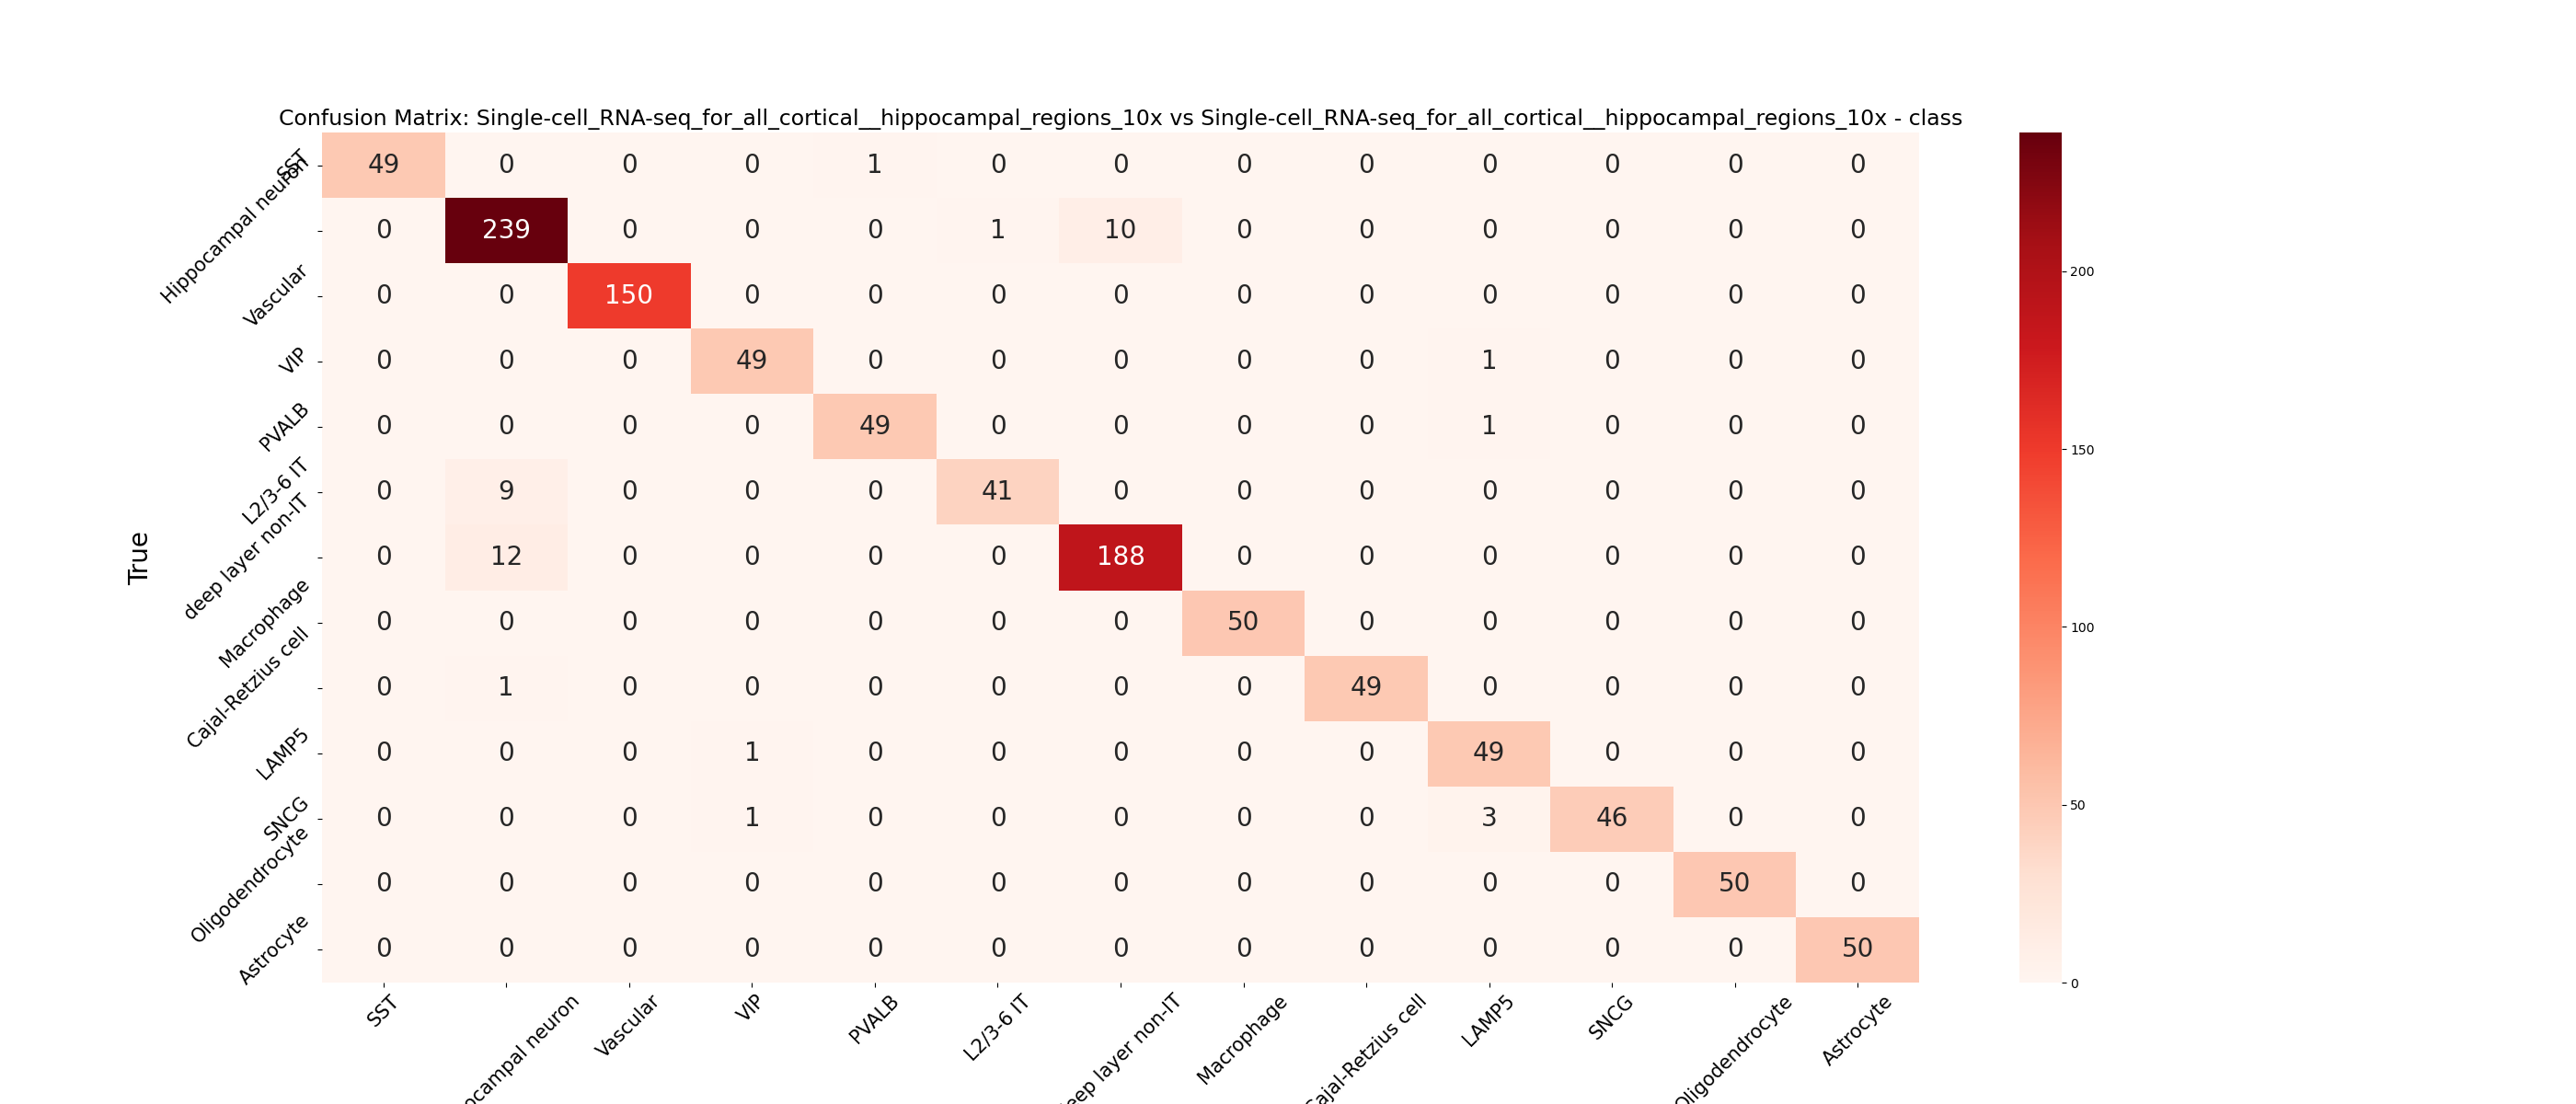 Confusion Matrix: Single-cell_RNA-seq_for_all_cortical__hippocampal_regions_10x vs Single-cell_RNA-seq_for_all_cortical__hippocampal_regions_10x - class
SST 49 0 0 0 1 0 0 0 0 0 0 0 0
Hippocampal neuron 0 239 0 0 0 1 10 0 0 0 0 0 0
Vascular 0 0 150 0 0 0 0 0 0 0 0 0 0
VIP 0 0 0 49 0 0 0 0 0 1 0 0 0
PVALB 0 0 0 0 49 0 0 0 0 1 0 0 0
L2/3-6 IT 0 9 0 0 0 41 0 0 0 0 0 0 0
deep layer non-IT 0 12 0 0 0 0 188 0 0 0 0 0 0
Macrophage 0 0 0 0 0 0 0 50 0 0 0 0 0
Cajal-Retzius cell 0 1 0 0 0 0 0 0 49 0 0 0 0
LAMP5 0 0 0 1 0 0 0 0 0 49 0 0 0
SNCG 0 0 0 1 0 0 0 0 0 3 46 0 0
Oligodendrocyte 0 0 0 0 0 0 0 0 0 0 0 50 0
Astrocyte 0 0 0 0 0 0 0 0 0 0 0 0 50
True
SST
ocampal neuron
Vascular
VIP
PVALB
L2/3-6 IT
eep layer non-IT
Macrophage
Cajal-Retzius cell
LAMP5
SNCG
Oligodendrocyte
Astrocyte
200
150
100
50
0